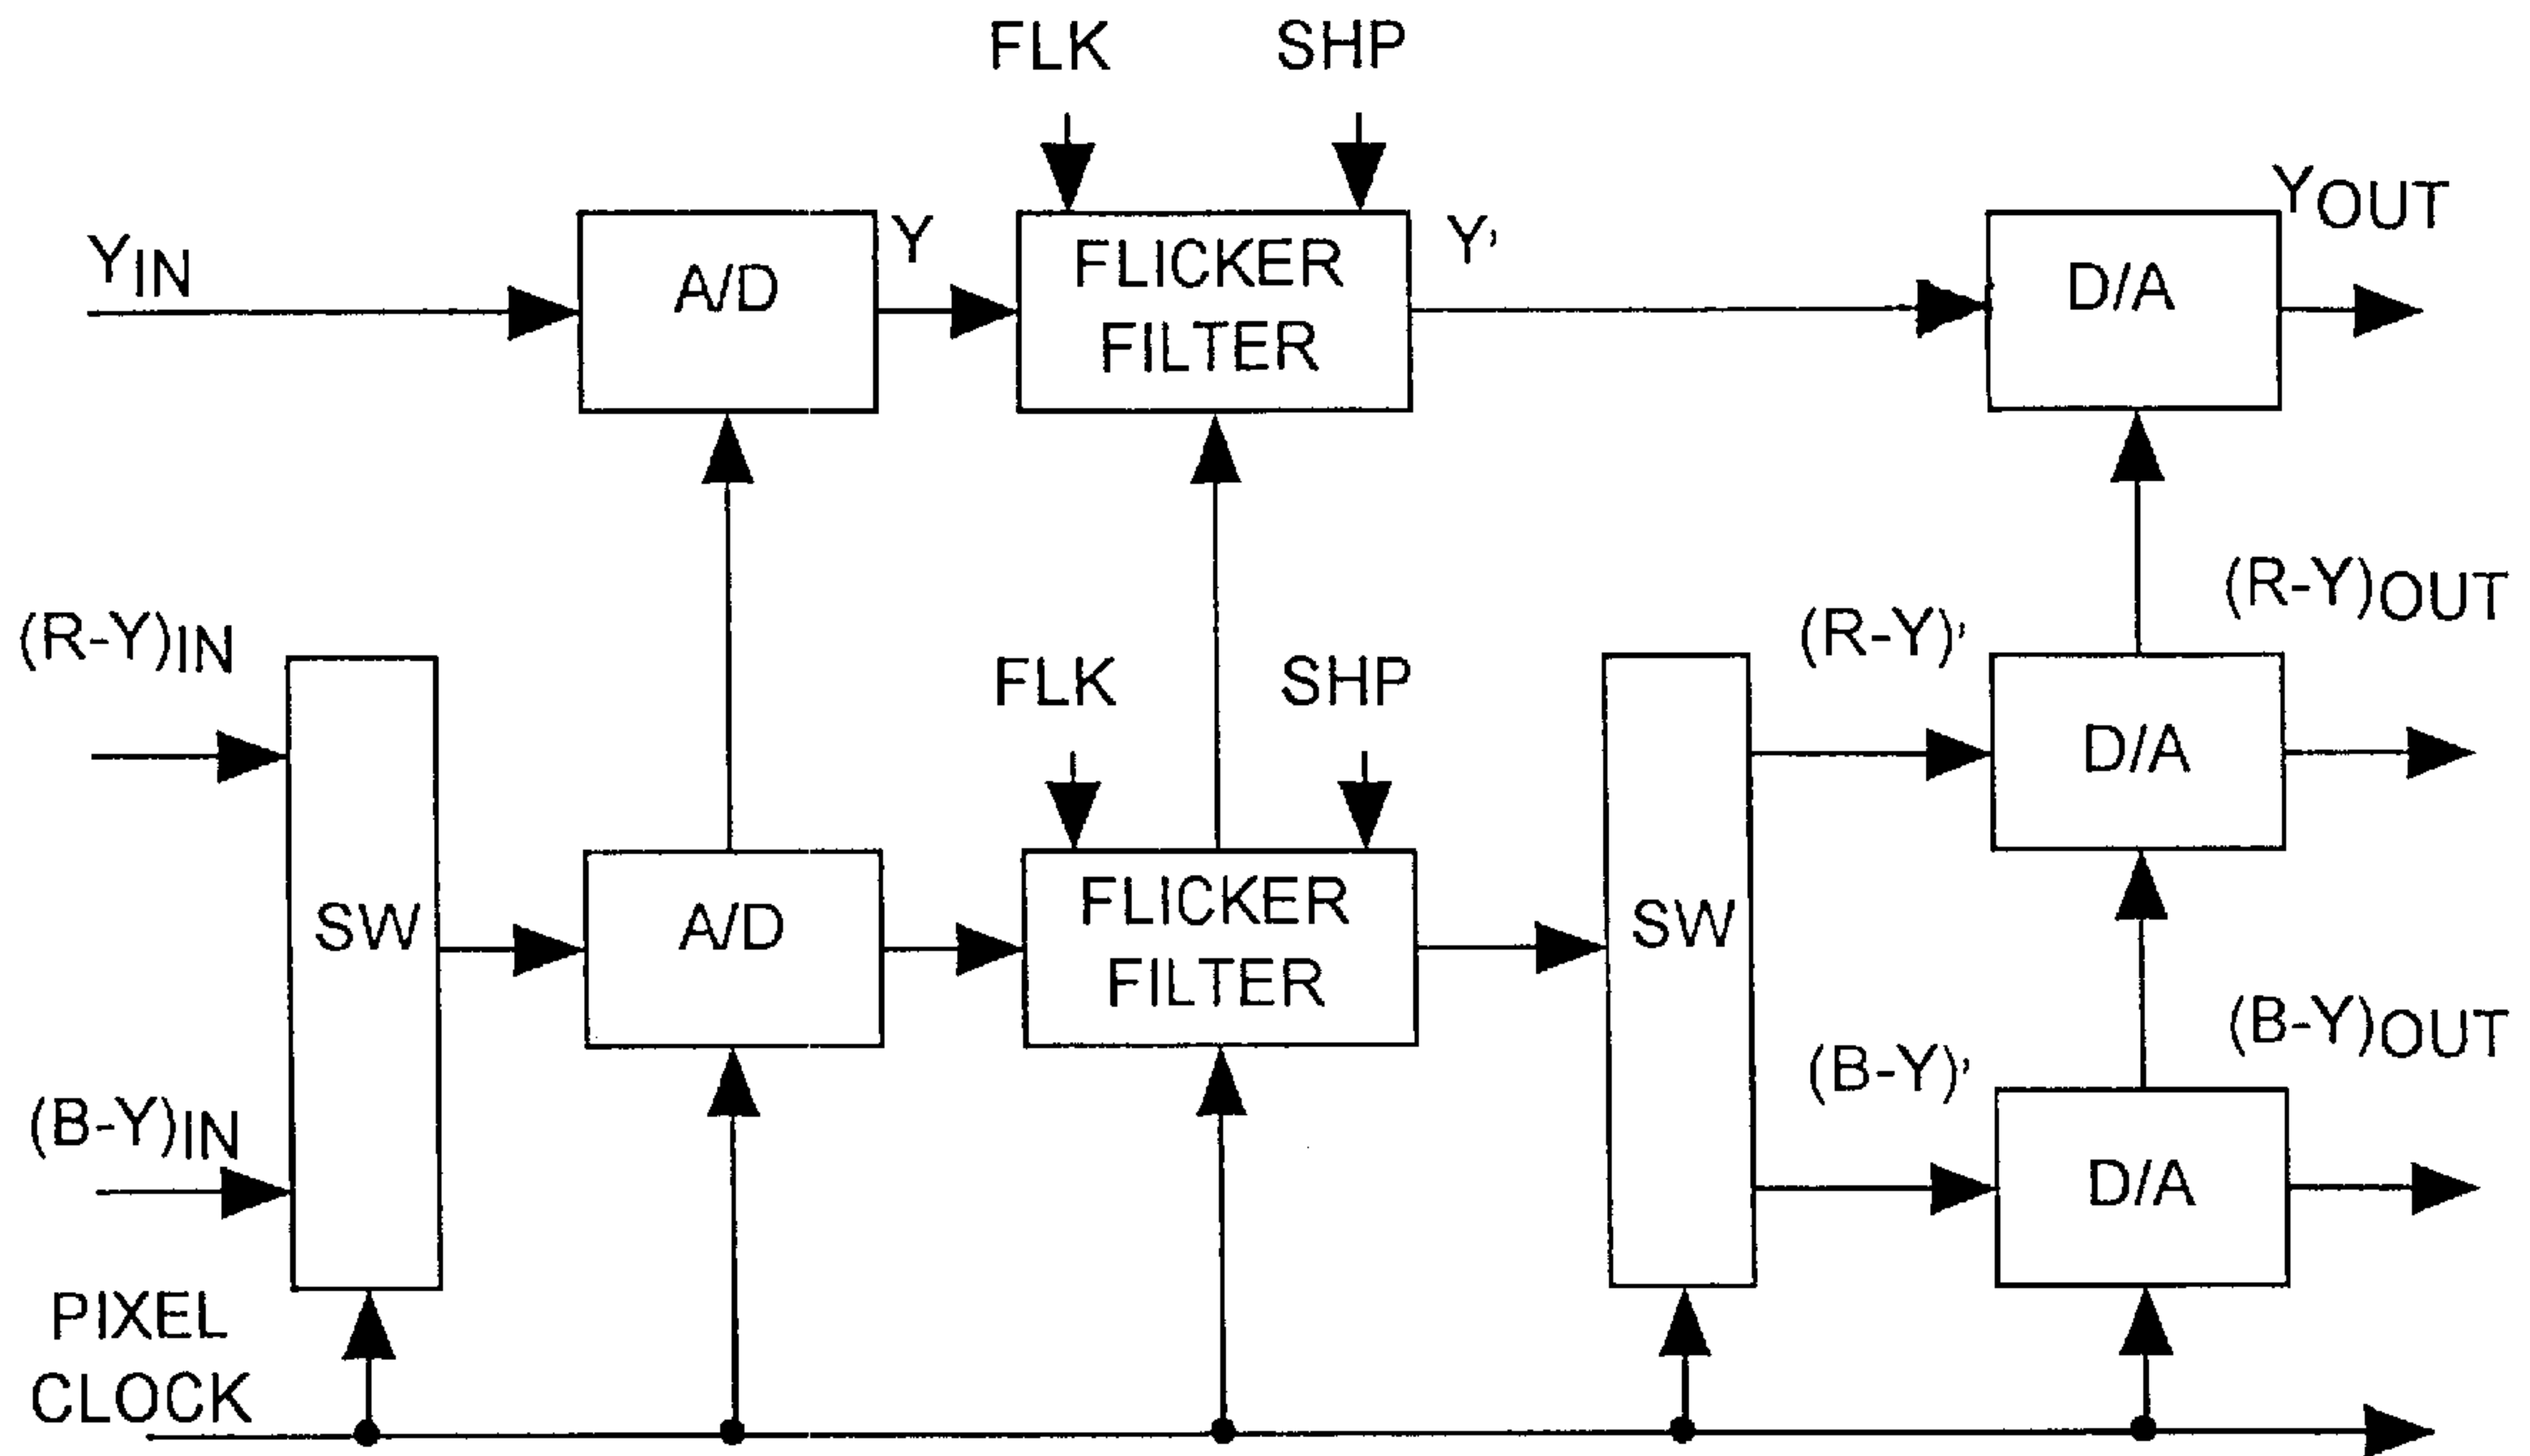 FLK
SHP
YIN
A/D
Y
FLICKER
FILTER
Y'
D/A
YOUT
(R-Y)IN
FLK
SHP
(R-Y)'
(R-Y)OUT
D/A
SW
A/D
FLICKER
FILTER
SW
(B-Y)IN
(B-Y)'
(B-Y)OUT
D/A
PIXEL
CLOCK